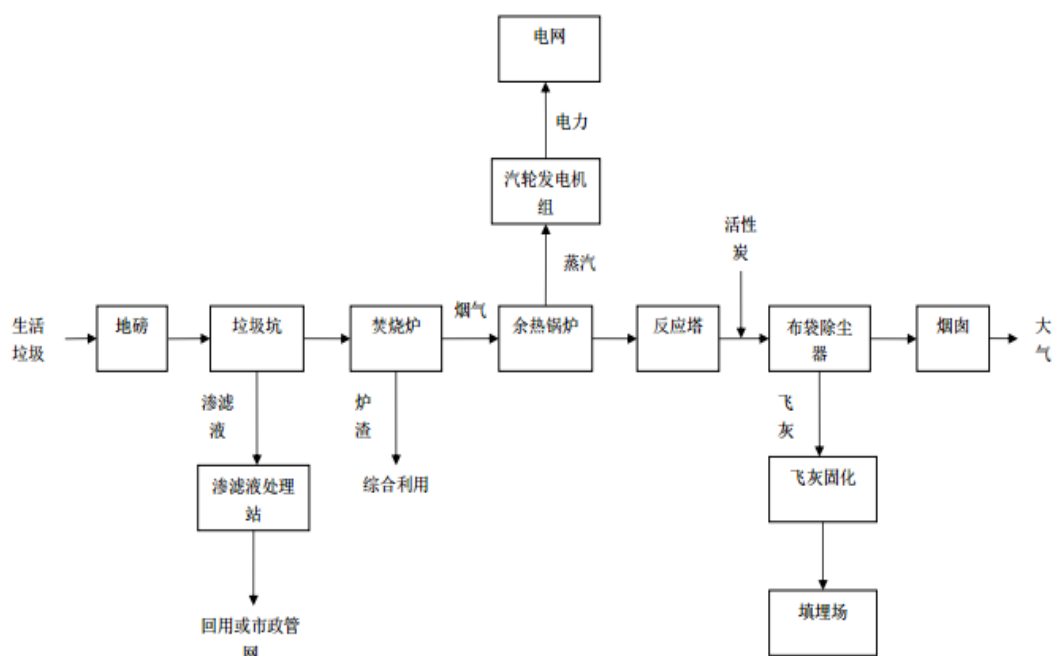 电网
电力
汽轮发电机
组
蒸汽
活性
炭
生活
垃圾
地磅
垃圾坑
焚烧炉
烟气
余热锅炉
反应塔
布袋除尘
器
烟囱
大
气
渗滤
液
炉
渣
飞
灰
渗滤液处理
站
综合利用
飞灰固化
回用或市政管
网
填埋场